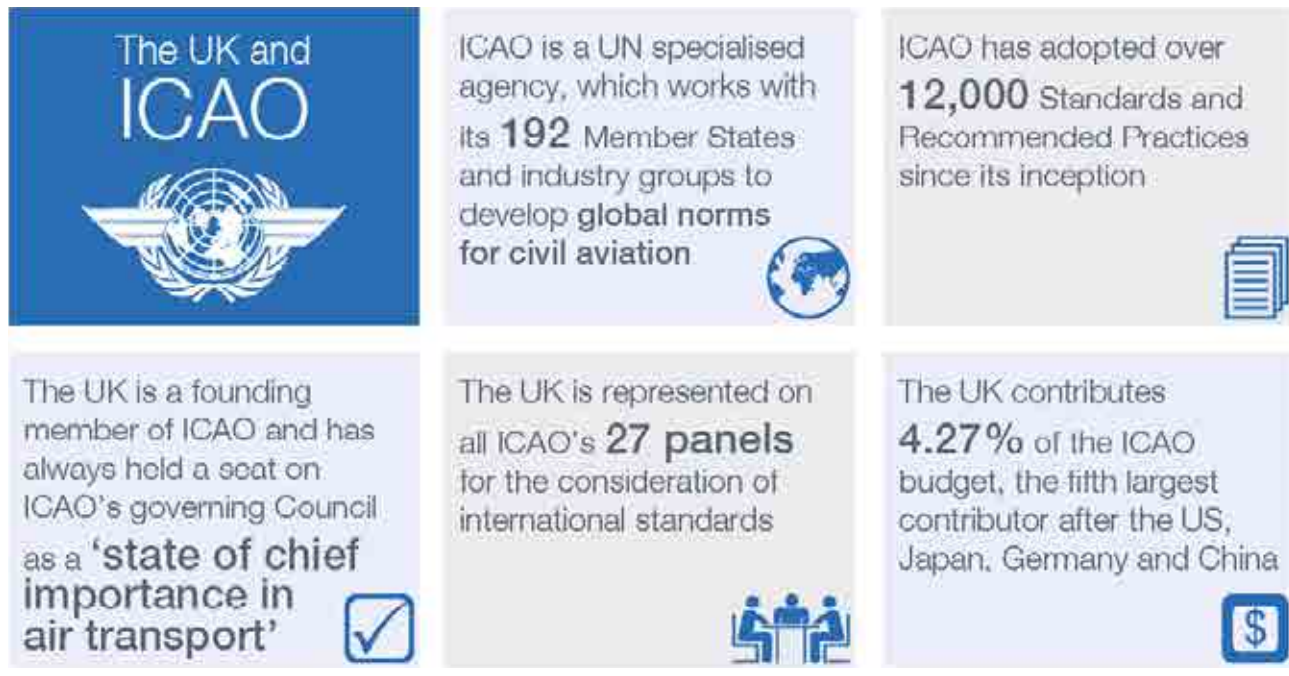 The UK and
ICAO
ICAO is a UN specialised
agency, which works with
its 192 Member States
and industry groups to
develop global norms
for civil aviation
ICAO has adopted over
12,000 Standards and
Recommended Practices
since its inception
The UK is a founding
member of ICAO and has
always held a seat on
ICAO's governing Council
as a 'state of chief
importance in
air transport'
The UK is represented on
all ICAO's 27 panels
for the consideration of
international standards
The UK contributes
4.27% of the ICAO
budget, the fifth largest
contributor after the US,
Japan, Germany and China
$